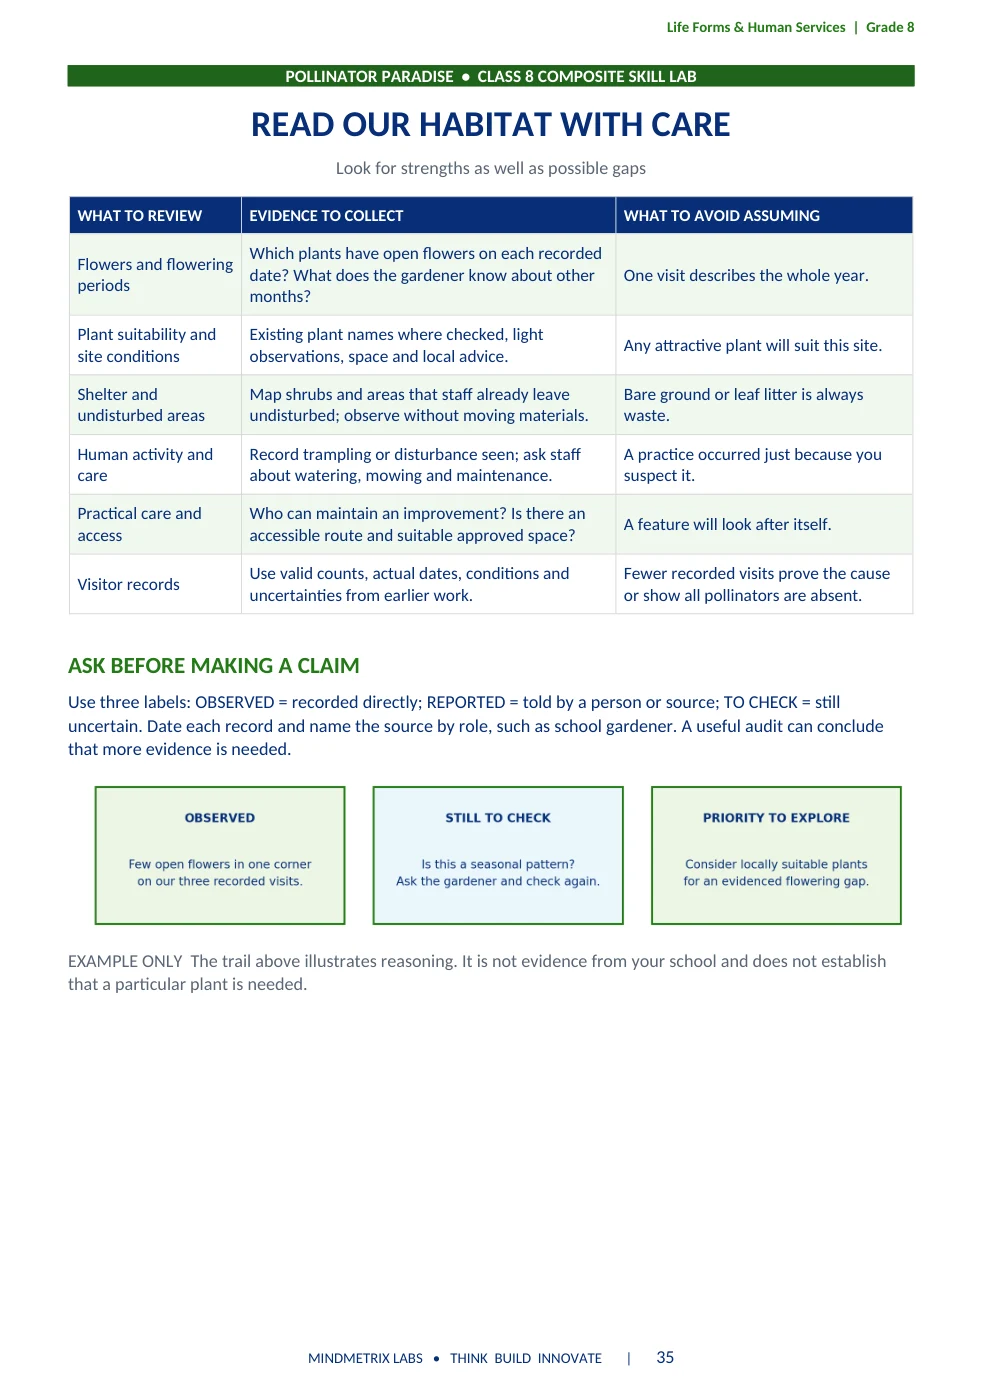 Life Forms & Human Services | Grade 8
POLLINATOR PARADISE ● CLASS 8 COMPOSITE SKILL LAB
READ OUR HABITAT WITH CARE
Look for strengths as well as possible gaps
WHAT TO REVIEW
EVIDENCE TO COLLECT
WHAT TO AVOID ASSUMING
Flowers and flowering
periods
Which plants have open flowers on each recorded
date? What does the gardener know about other
months?
One visit describes the whole year.
Plant suitability and
site conditions
Existing plant names where checked, light
observations, space and local advice.
Any attractive plant will suit this site.
Shelter and
undisturbed areas
Map shrubs and areas that staff already leave
undisturbed; observe without moving materials.
Bare ground or leaf litter is always
waste.
Human activity and
care
Record trampling or disturbance seen; ask staff
about watering, mowing and maintenance.
A practice occurred just because you
suspect it.
Practical care and
access
Who can maintain an improvement? Is there an
accessible route and suitable approved space?
A feature will look after itself.
Visitor records
Use valid counts, actual dates, conditions and
uncertainties from earlier work.
Fewer recorded visits prove the cause
or show all pollinators are absent.
ASK BEFORE MAKING A CLAIM
Use three labels: OBSERVED = recorded directly; REPORTED = told by a person or source; TO CHECK = still
uncertain. Date each record and name the source by role, such as school gardener. A useful audit can conclude
that more evidence is needed.
OBSERVED
Few open flowers in one corner
on our three recorded visits.
STILL TO CHECK
Is this a seasonal pattern?
Ask the gardener and check again.
PRIORITY TO EXPLORE
Consider locally suitable plants
for an evidenced flowering gap.
EXAMPLE ONLY The trail above illustrates reasoning. It is not evidence from your school and does not establish
that a particular plant is needed.
MINDMETRIX LABS ● THINK BUILD INNOVATE | 35